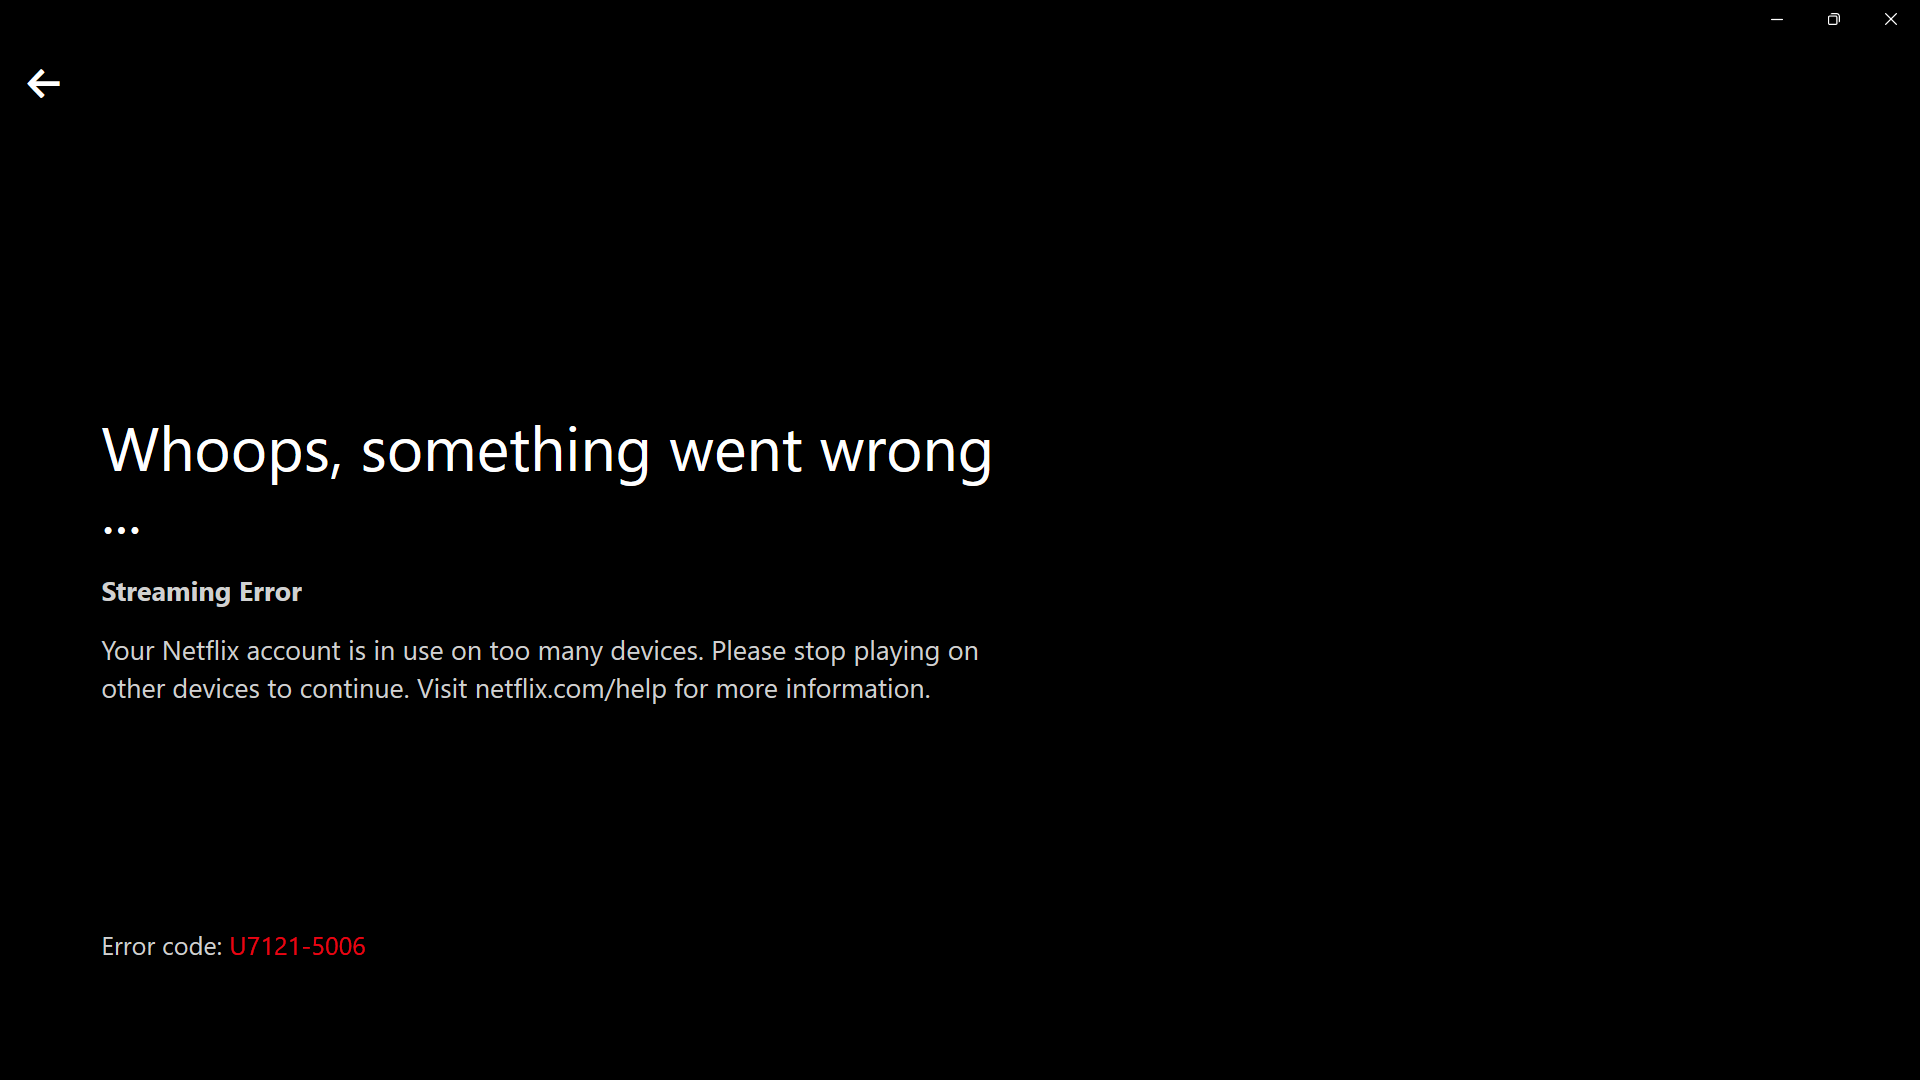 Whoops, something went wrong
...
Streaming Error
Your Netflix account is in use on too many devices. Please stop playing on
other devices to continue. Visit netflix.com/help for more information.
Error code: U7121-5006